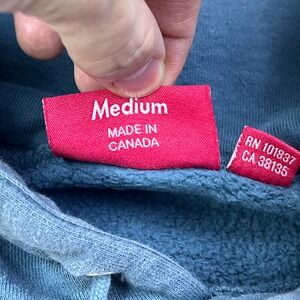 Medium
MADE IN
CANADA
RN 101837
CA 38135